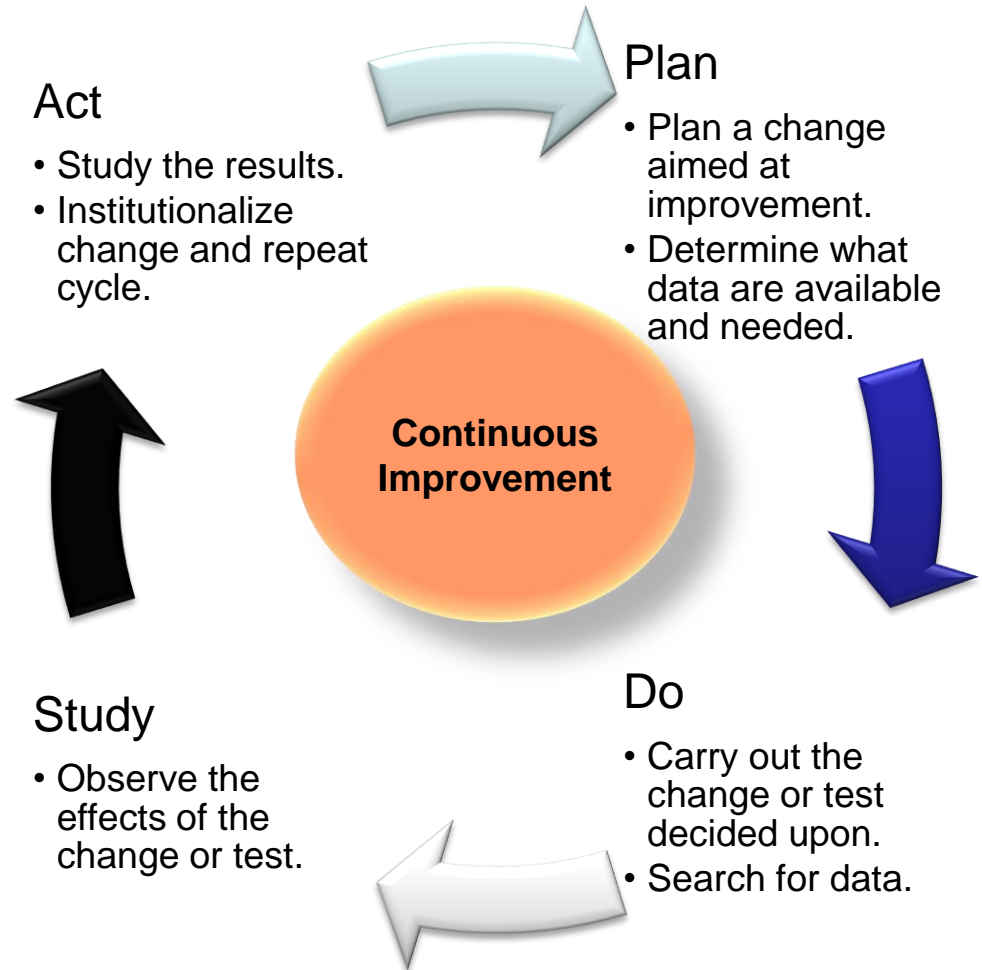 Act
• Study the results.
• Institutionalize
change and repeat
cycle.
Plan
• Plan a change
aimed at
improvement.
• Determine what
data are available
and needed.
Continuous
Improvement
Study
• Observe the
effects of the
change or test.
Do
• Carry out the
change or test
decided upon.
• Search for data.